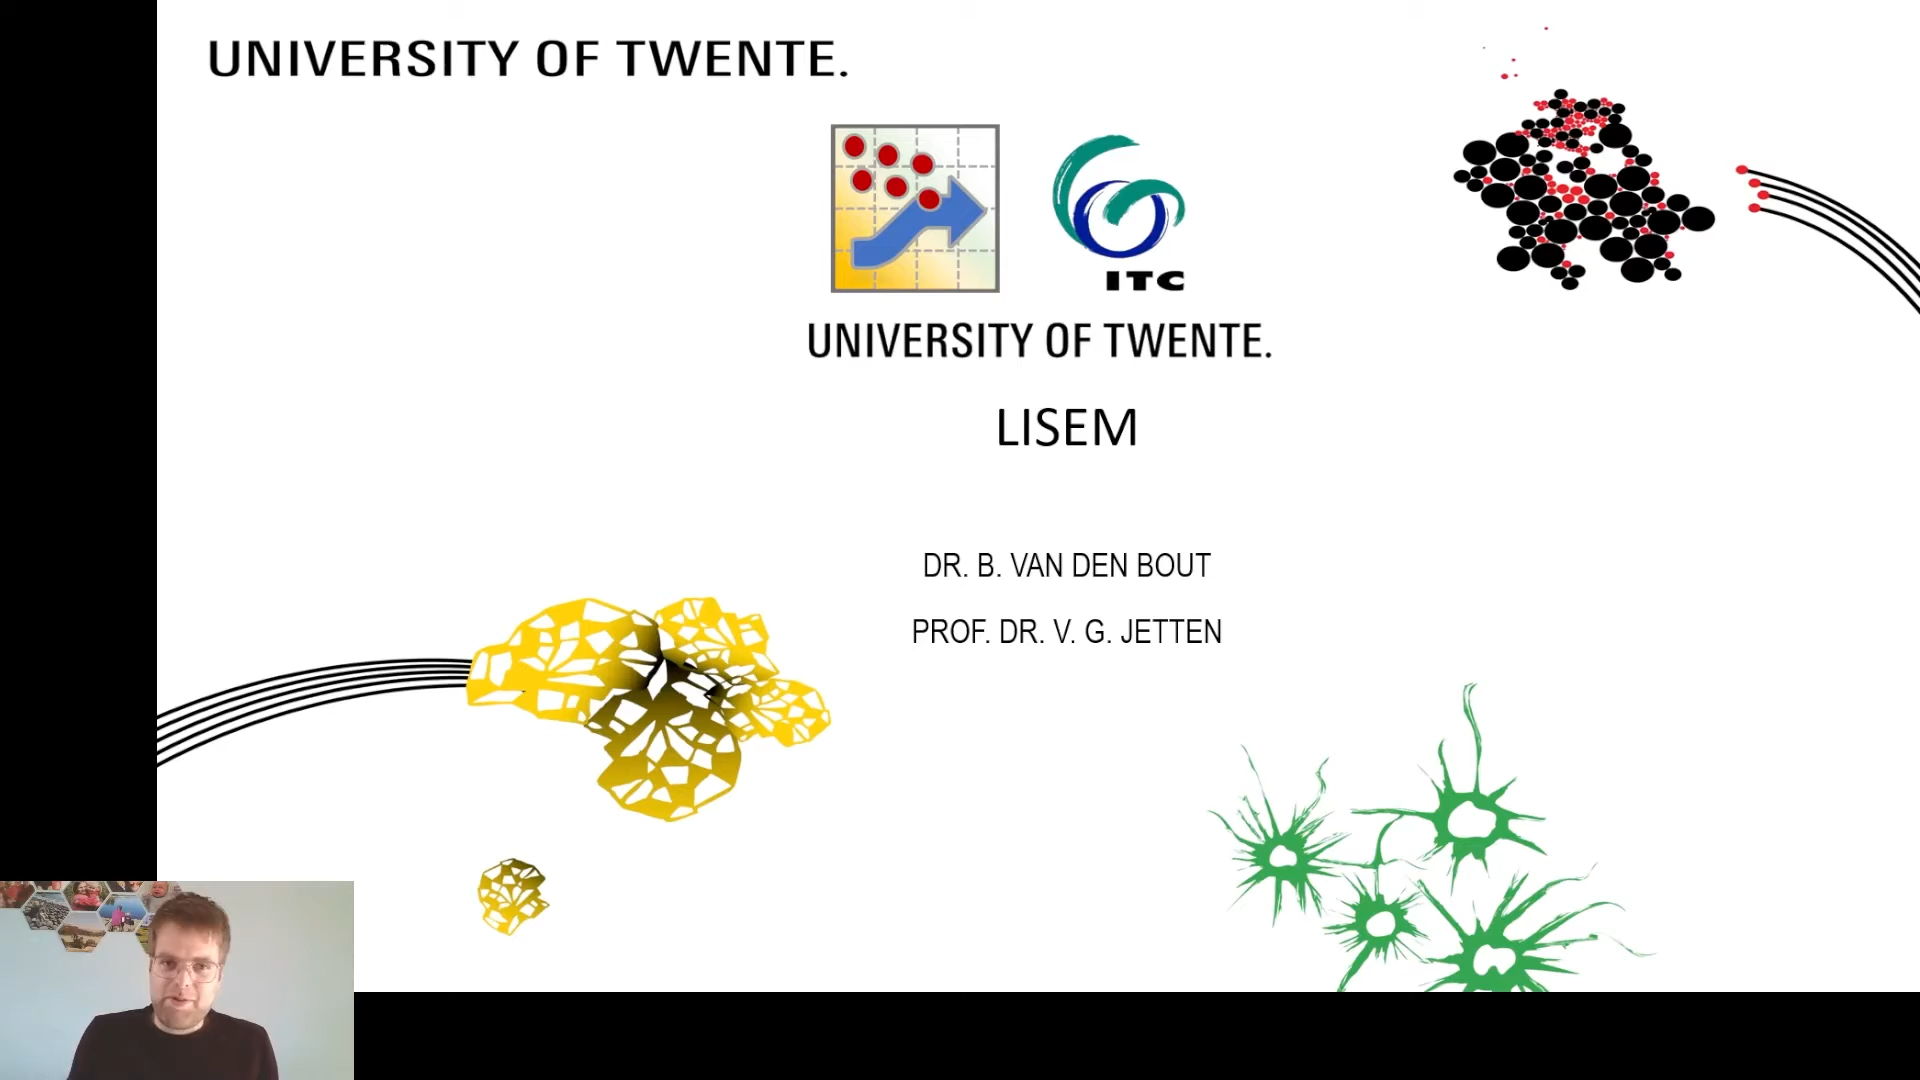 UNIVERSITY OF TWENTE.
ITC
UNIVERSITY OF TWENTE.
LISEM
DR. B. VAN DEN BOUT
PROF. DR. V. G. JETTEN